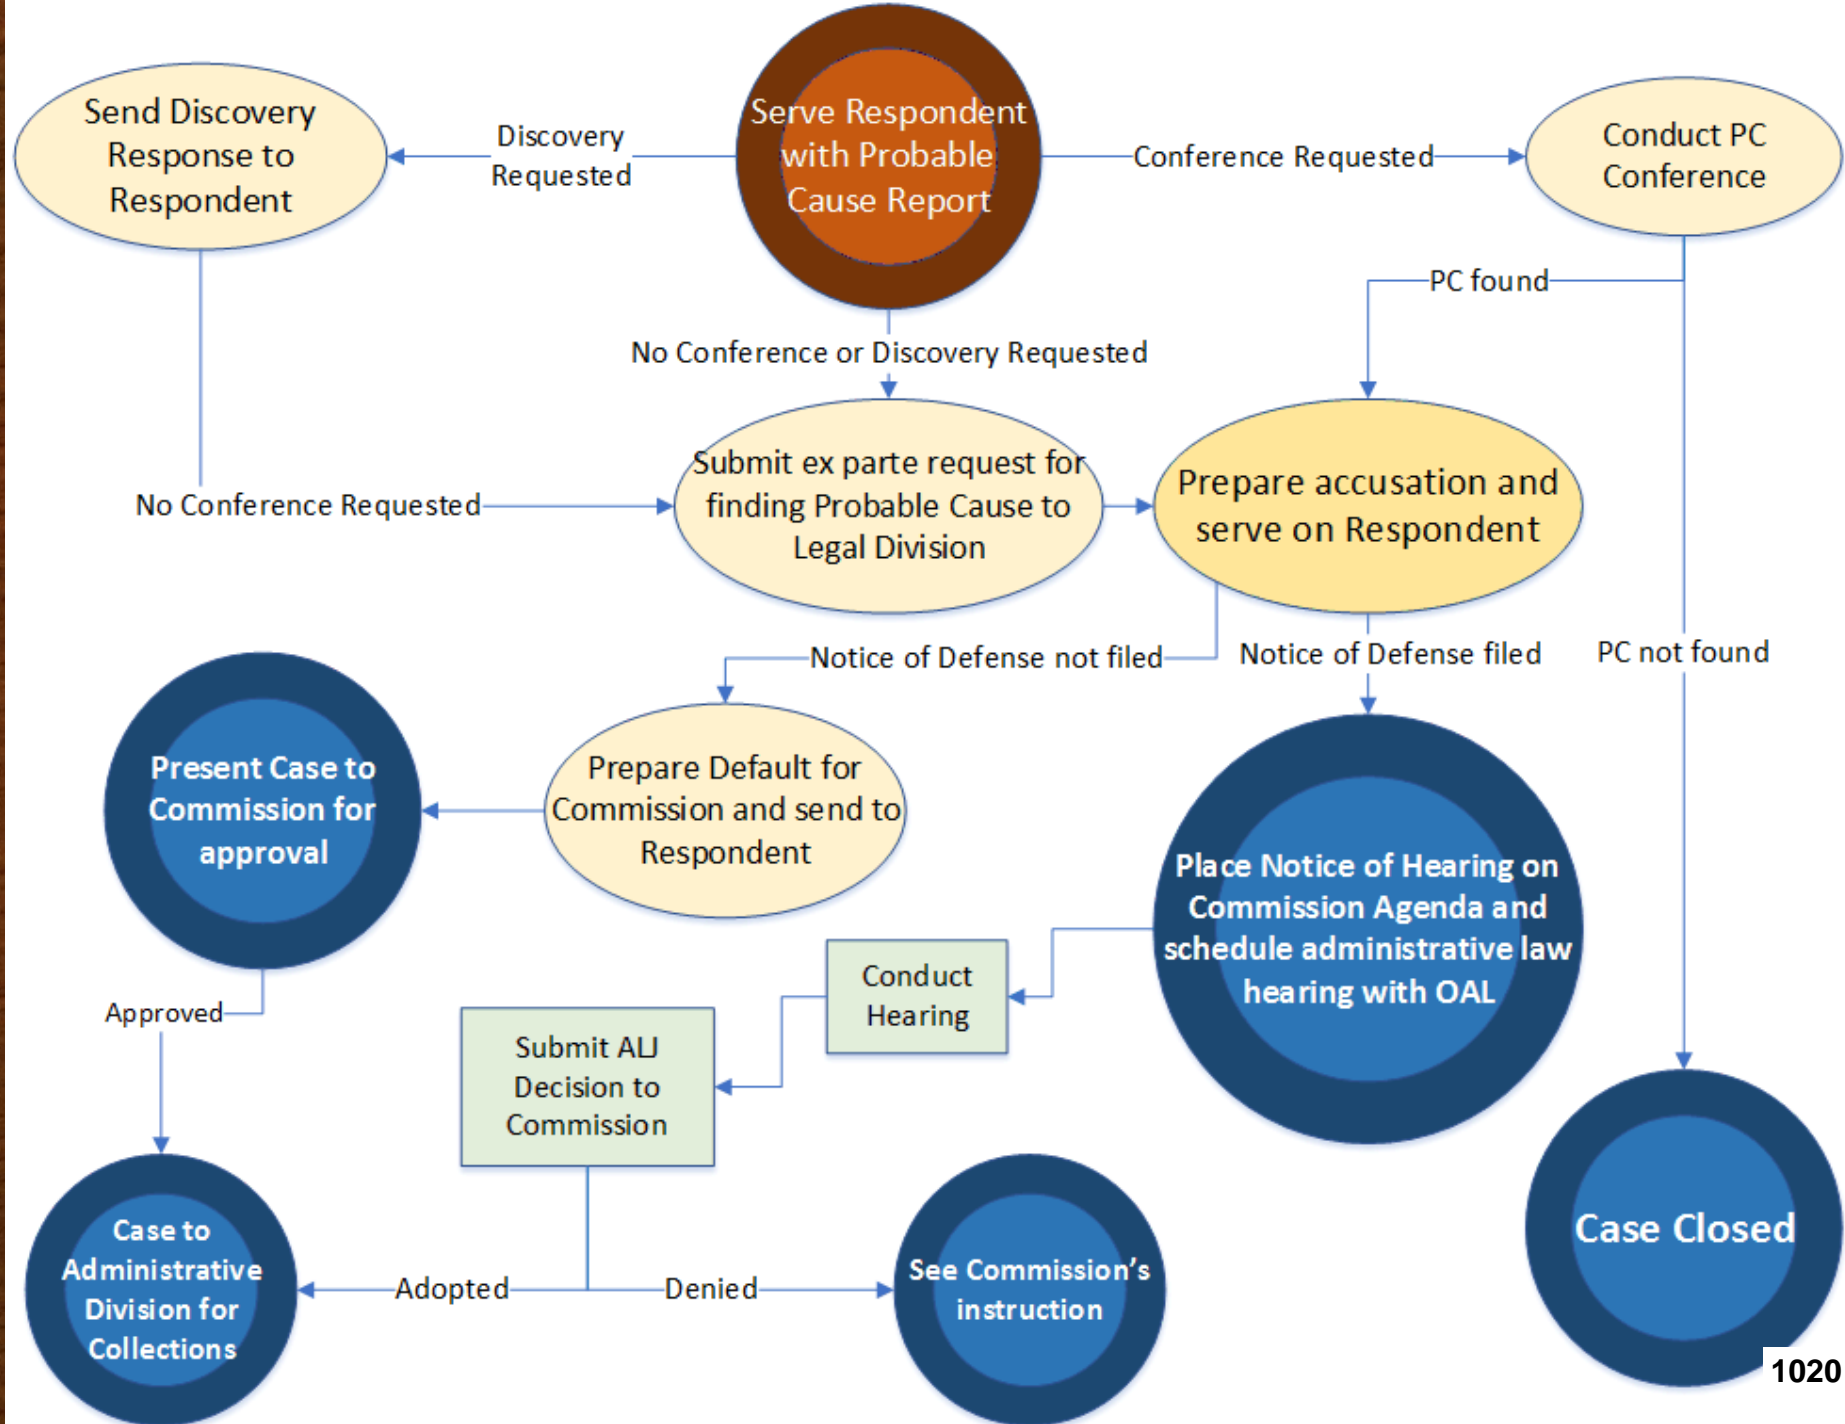 Send Discovery
Response to
Respondent
Discovery
Requested
Serve Respondent
with Probable
Cause Report
Conference Requested
Conduct PC
Conference
PC found
No Conference or Discovery Requested
No Conference Requested
Submit ex parte request for
finding Probable Cause to
Legal Division
Prepare accusation and
serve on Respondent
Notice of Defense not filed
Notice of Defense filed
PC not found
Present Case to
Commission for
approval
Prepare Default for
Commission and send to
Respondent
Place Notice of Hearing on
Commission Agenda and
schedule administrative law
hearing with OAL
Conduct
Hearing
Approved
Submit ALJ
Decision to
Commission
Case to
Administrative
Division for
Collections
Adopted
Denied
See Commission’s
instruction
Case Closed
1020